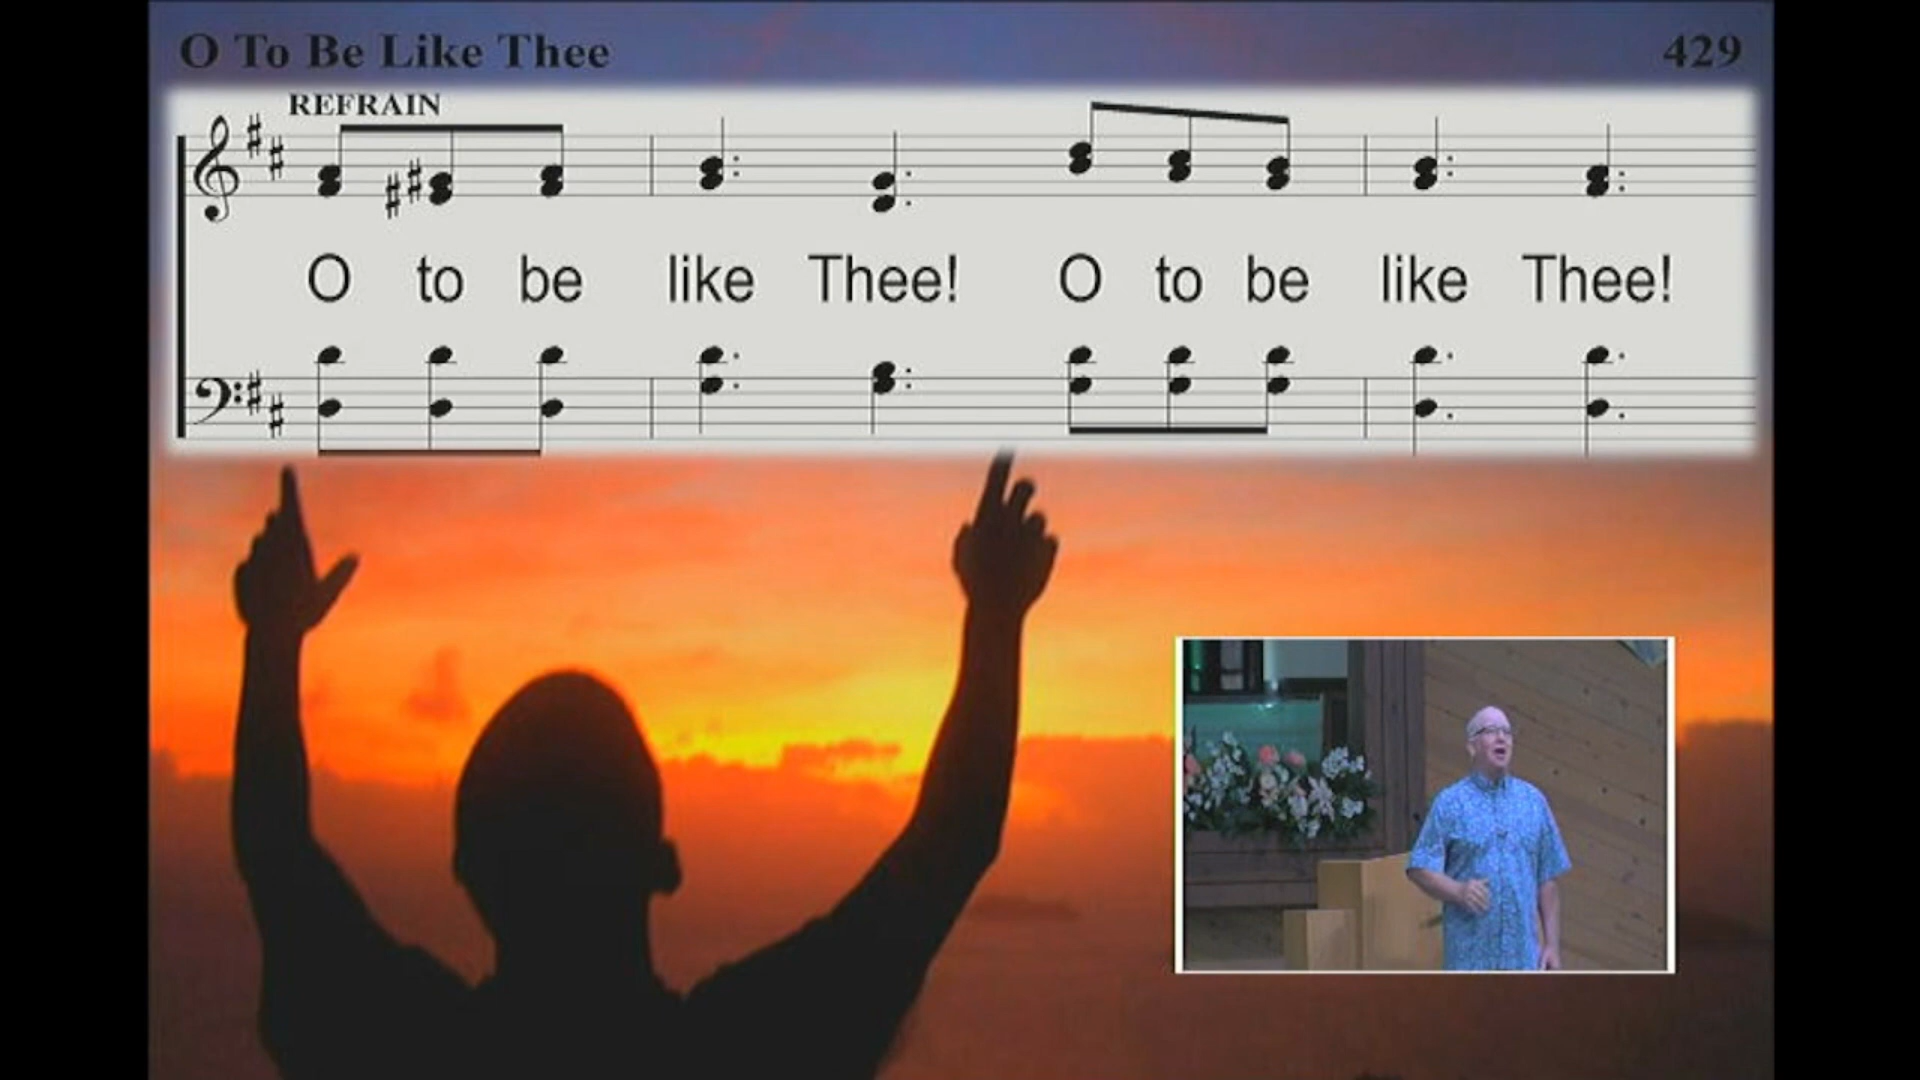 O To Be Like Thee 429
REFRAIN
O to be like Thee! O to be like Thee!